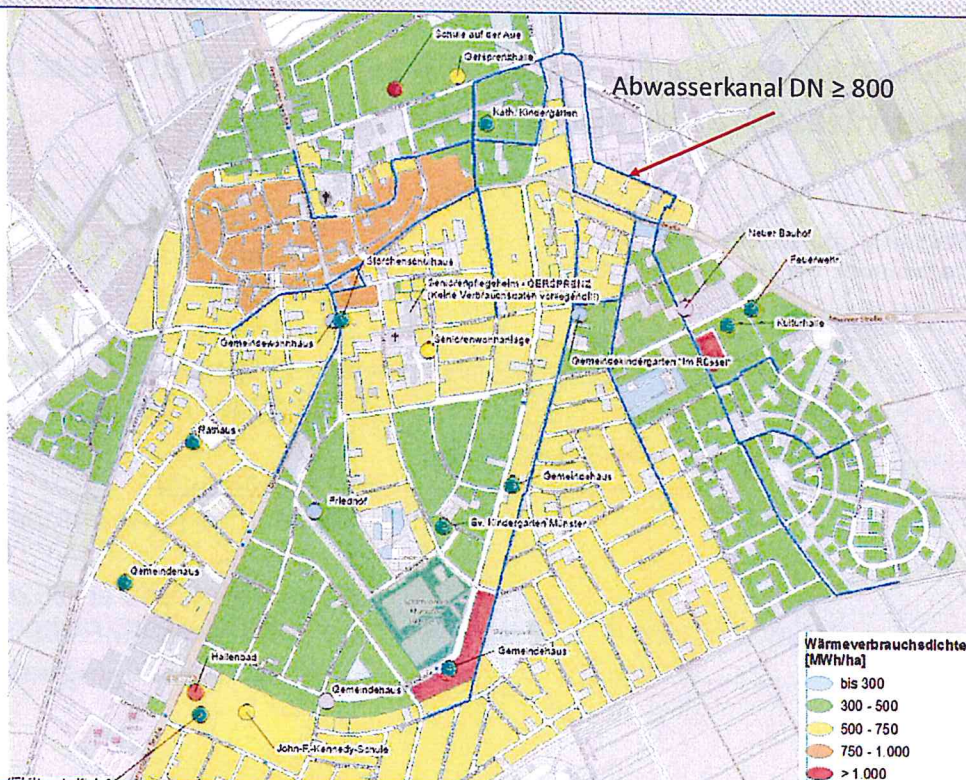 Schule auf der Aue
Gersprenzhalle
Abwasserkanal DN ≥ 800
Kath. Kindergarten
Neuer Bauhof
Storchenschulhaus
Feuerwehr
Seniorenpflegeheim - GERSPRENZ
(Keine Verbrauchsdaten vorliegend!!!)
Kulturhalle
Gemeindewohnhaus
Seniorenwohnanlage
Gemeindekindergarten "Im Rüssel"
Rathaus
Gemeindehaus
Friedhof
Ev. Kindergarten Münster
Gemeindehaus
Gemeindehaus
Hallenbad
Gemeindehaus
John-F.-Kennedy-Schule
Wärmeverbrauchsdichte
[MWh/ha]
bis 300
300 - 500
500 - 750
750 - 1.000
> 1.000